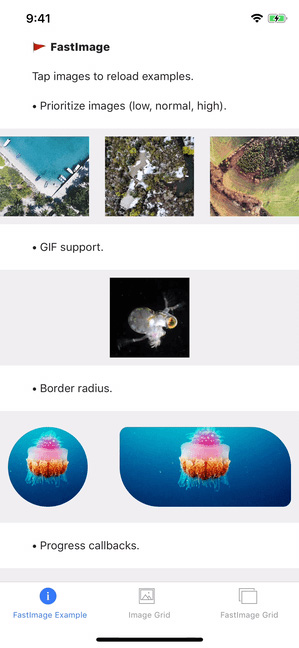 9:41
FastImage
Tap images to reload examples.
• Prioritize images (low, normal, high).
• GIF support.
• Border radius.
• Progress callbacks.
FastImage Example
Image Grid
FastImage Grid